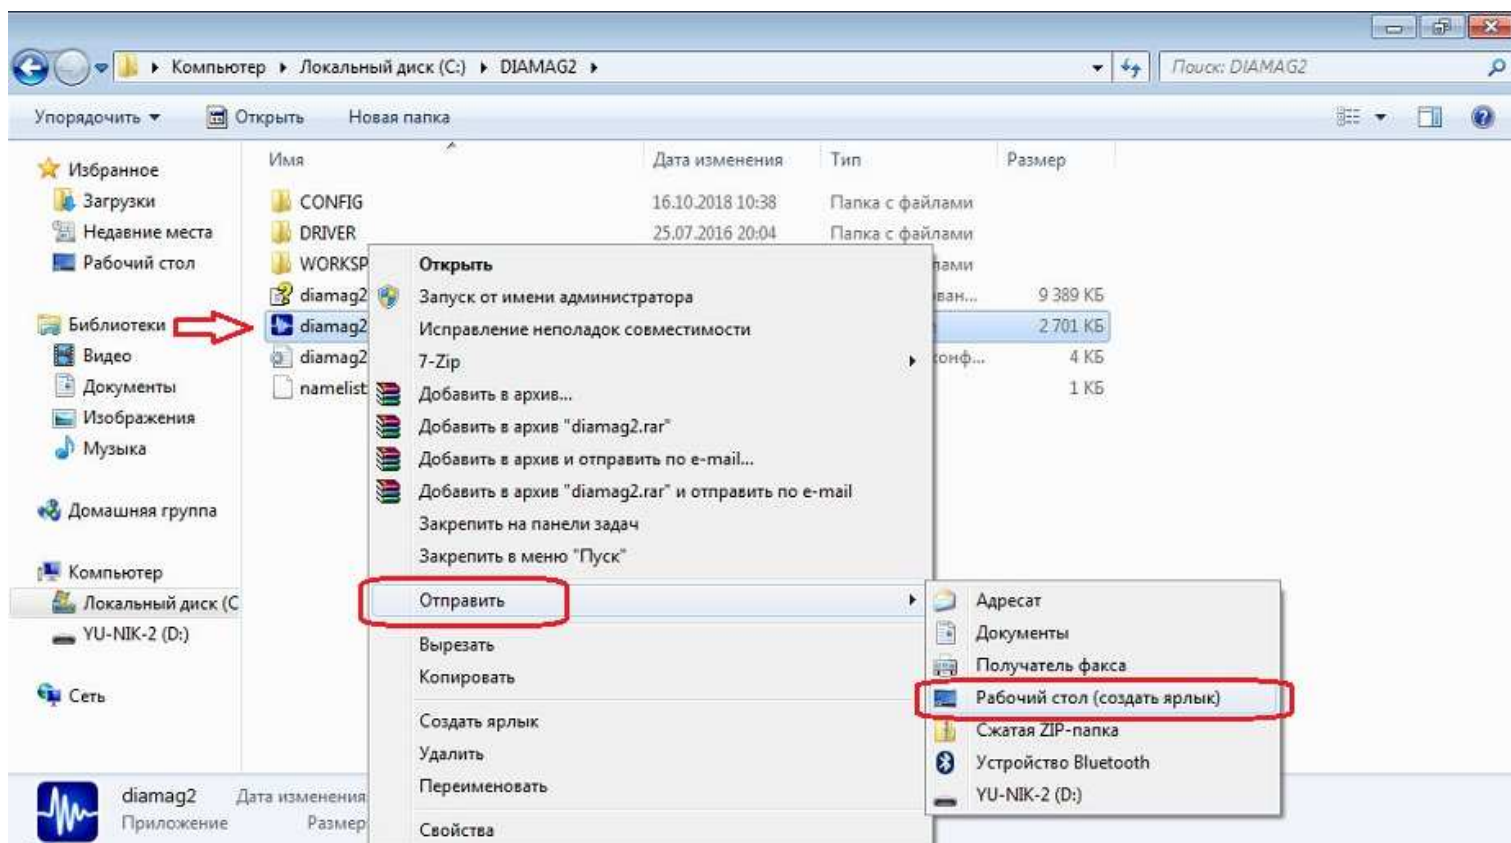 Компьютер Локальный диск (C:) DIAMAG2 Поиск: DIAMAG2
Упорядочить Открыть Новая папка
Имя Дата изменения Тип Размер
Избранное
Загрузки
Недавние места
Рабочий стол
Библиотеки
Видео
Документы
Изображения
Музыка
Домашняя группа
Компьютер
Локальный диск (C
YU-NIK-2 (D:)
Сеть
CONFIG 16.10.2018 10:38 Папка с файлами
DRIVER 25.07.2016 20:04 Папка с файлами
WORKSP
diamag2 9 389 КБ
diamag2 2 701 КБ
diamag2 4 КБ
namelist 1 КБ
Открыть
Запуск от имени администратора
Исправление неполадок совместимости
7-Zip
Добавить в архив...
Добавить в архив "diamag2.rar"
Добавить в архив и отправить по e-mail...
Добавить в архив "diamag2.rar" и отправить по e-mail
Закрепить на панели задач
Закрепить в меню "Пуск"
Отправить
Вырезать
Копировать
Создать ярлык
Удалить
Переименовать
Свойства
Адресат
Документы
Получатель факса
Рабочий стол (создать ярлык)
Сжатая ZIP-папка
Устройство Bluetooth
YU-NIK-2 (D:)
diamag2 Дата изменения
Приложение Размер